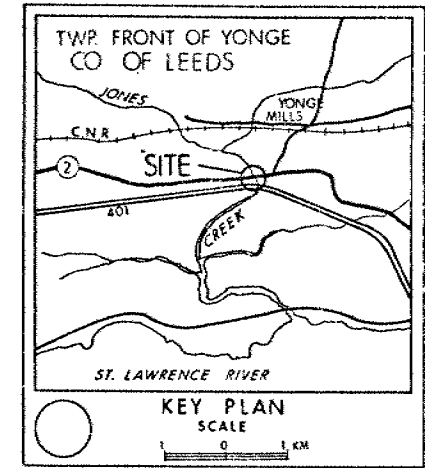 TWP. FRONT OF YONGE
CO OF LEEDS
JONES
YONGE
MILLS
C.N.R
SITE
2
401
CREEK
ST. LAWRENCE RIVER
KEY PLAN
SCALE
1 0 1 KM